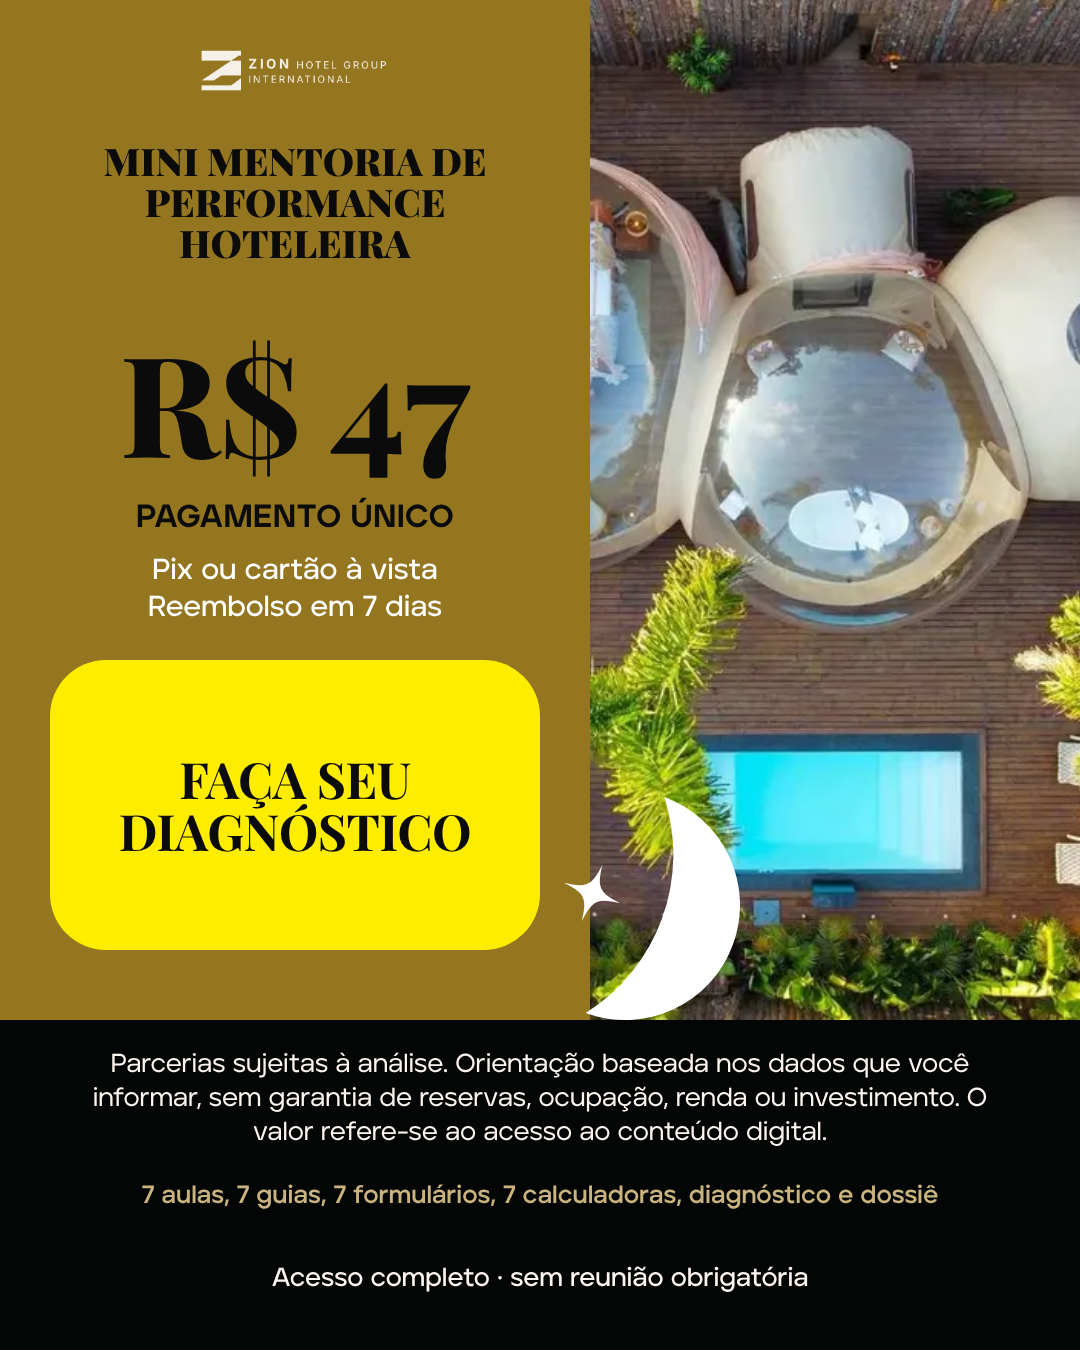 ZION HOTEL GROUP
INTERNATIONAL
MINI MENTORIA DE
PERFORMANCE
HOTELEIRA
R$ 47
PAGAMENTO ÚNICO
Pix ou cartão à vista
Reembolso em 7 dias
FAÇA SEU
DIAGNÓSTICO
Parcerias sujeitas à análise. Orientação baseada nos dados que você
informar, sem garantia de reservas, ocupação, renda ou investimento. O
valor refere-se ao acesso ao conteúdo digital.
7 aulas, 7 guias, 7 formulários, 7 calculadoras, diagnóstico e dossiê
Acesso completo · sem reunião obrigatória